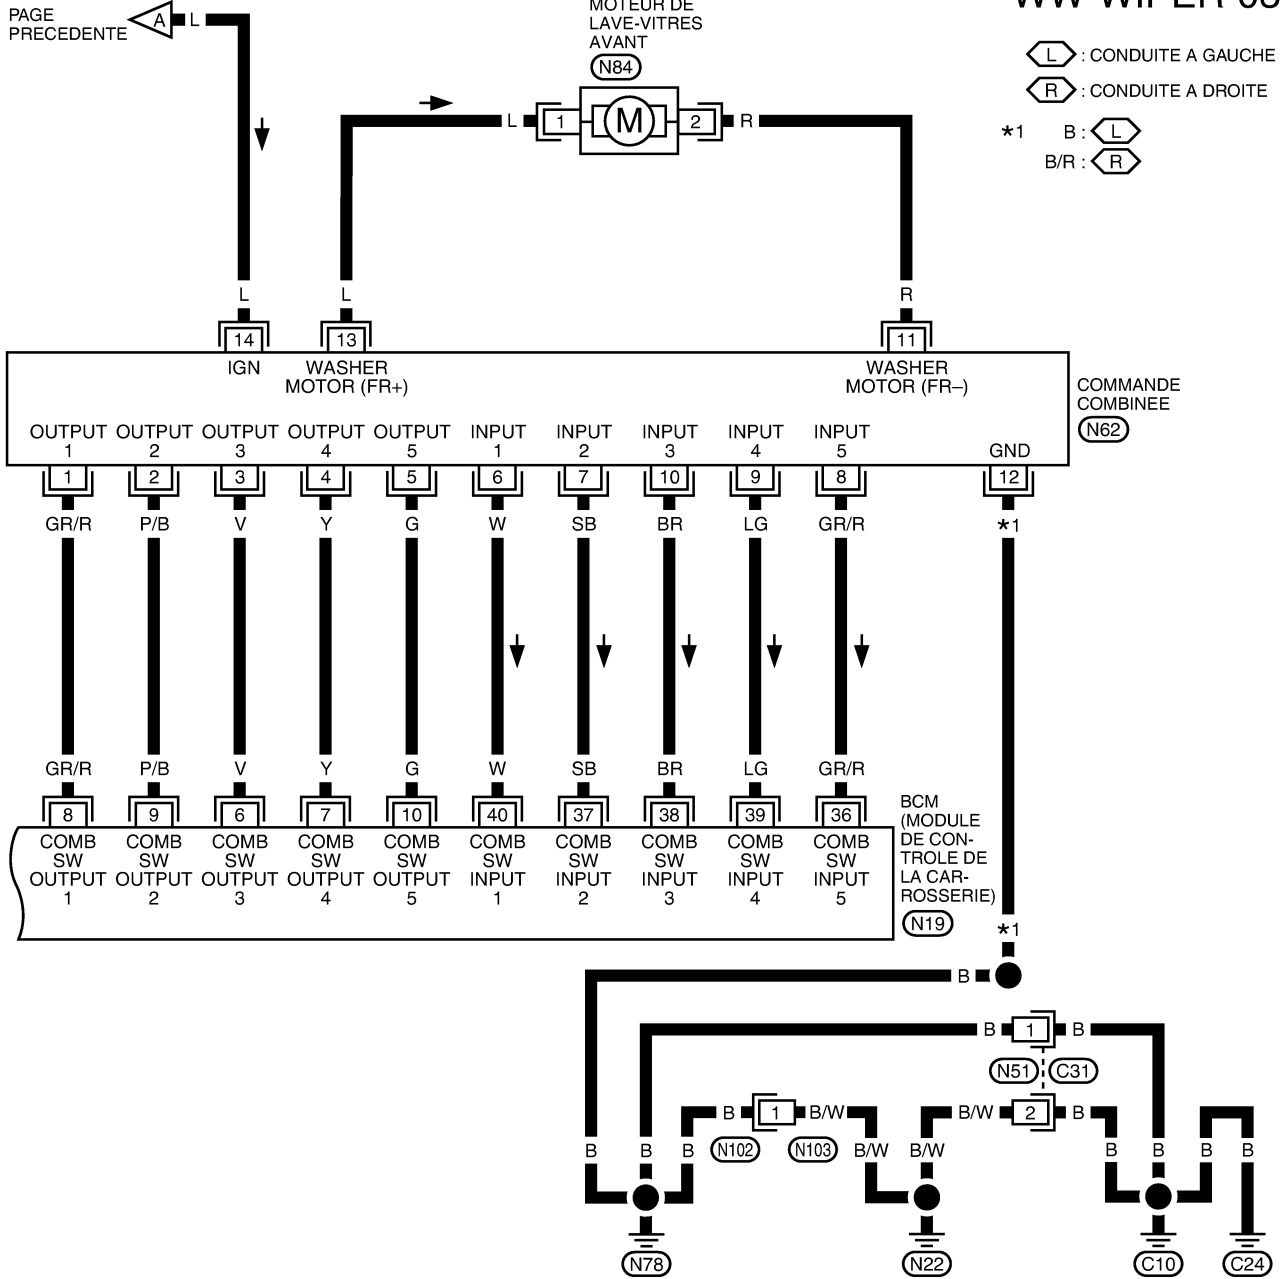 PAGE
PRECEDENTE
A L
MOTEUR DE
LAVE-VITRES
AVANT
N84
L : CONDUITE A GAUCHE
R : CONDUITE A DROITE
*1 B : L
B/R : R
L 1 M 2 R
L L R
14 13 11
IGN WASHER WASHER
MOTOR (FR+) MOTOR (FR–)
COMMANDE
COMBINEE
N62
OUTPUT OUTPUT OUTPUT OUTPUT OUTPUT INPUT INPUT INPUT INPUT INPUT
1 2 3 4 5 1 2 3 4 5 GND
1 2 3 4 5 6 7 10 9 8 12
GR/R P/B V Y G W SB BR LG GR/R *1
GR/R P/B V Y G W SB BR LG GR/R
8 9 6 7 10 40 37 38 39 36
COMB COMB COMB COMB COMB COMB COMB COMB COMB COMB
SW SW SW SW SW SW SW SW SW SW
OUTPUT OUTPUT OUTPUT OUTPUT OUTPUT INPUT INPUT INPUT INPUT INPUT
1 2 3 4 5 1 2 3 4 5
BCM
(MODULE
DE CON-
TROLE DE
LA CAR-
ROSSERIE)
N19
*1
B
B 1 B
N51 C31
B 1 B/W B/W 2 B
N102 N103
B B B B/W B/W B B B B
N78 N22 C10 C24